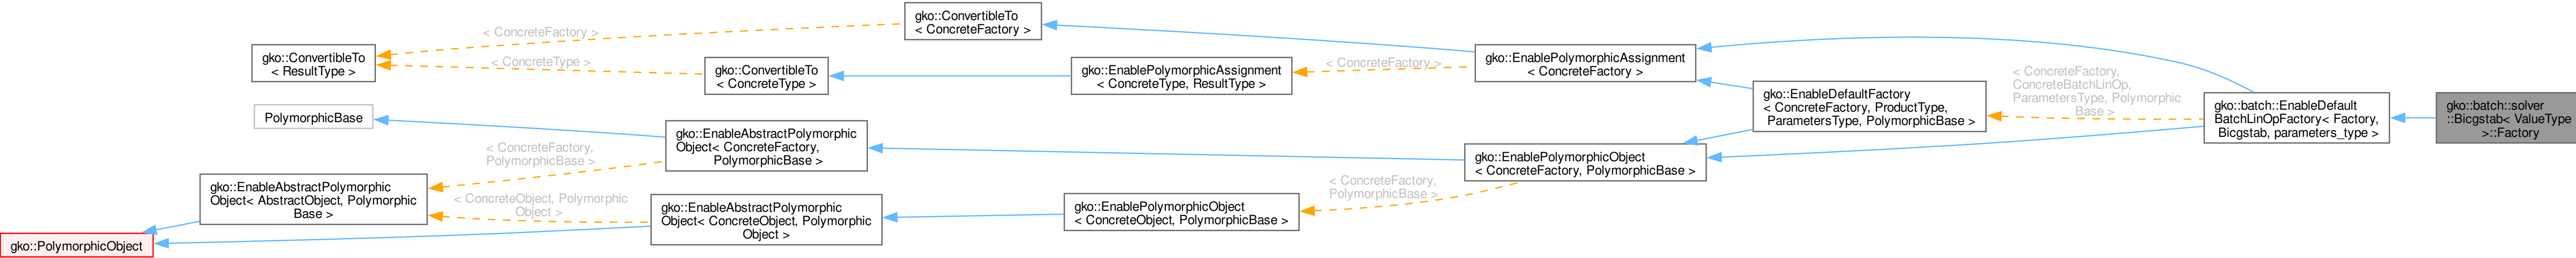 gko::ConvertibleTo
< ConcreteFactory >
< ConcreteFactory >
gko::ConvertibleTo
< ResultType >
< ConcreteType >
gko::ConvertibleTo
< ConcreteType >
gko::EnablePolymorphicAssignment
< ConcreteType, ResultType >
< ConcreteFactory >
gko::EnablePolymorphicAssignment
< ConcreteFactory >
gko::EnableDefaultFactory
< ConcreteFactory, ProductType,
ParametersType, PolymorphicBase >
< ConcreteFactory,
ConcreteBatchLinOp,
ParametersType, Polymorphic
Base >
gko::batch::EnableDefault
BatchLinOpFactory< Factory,
Bicgstab, parameters_type >
gko::batch::solver
::Bicgstab< ValueType
>::Factory
PolymorphicBase
gko::EnableAbstractPolymorphic
Object< ConcreteFactory,
PolymorphicBase >
< ConcreteFactory,
PolymorphicBase >
gko::EnablePolymorphicObject
< ConcreteFactory, PolymorphicBase >
gko::EnableAbstractPolymorphic
Object< AbstractObject, Polymorphic
Base >
< ConcreteObject, Polymorphic
Object >
gko::EnableAbstractPolymorphic
Object< ConcreteObject, Polymorphic
Object >
gko::EnablePolymorphicObject
< ConcreteObject, PolymorphicBase >
< ConcreteFactory,
PolymorphicBase >
gko::PolymorphicObject